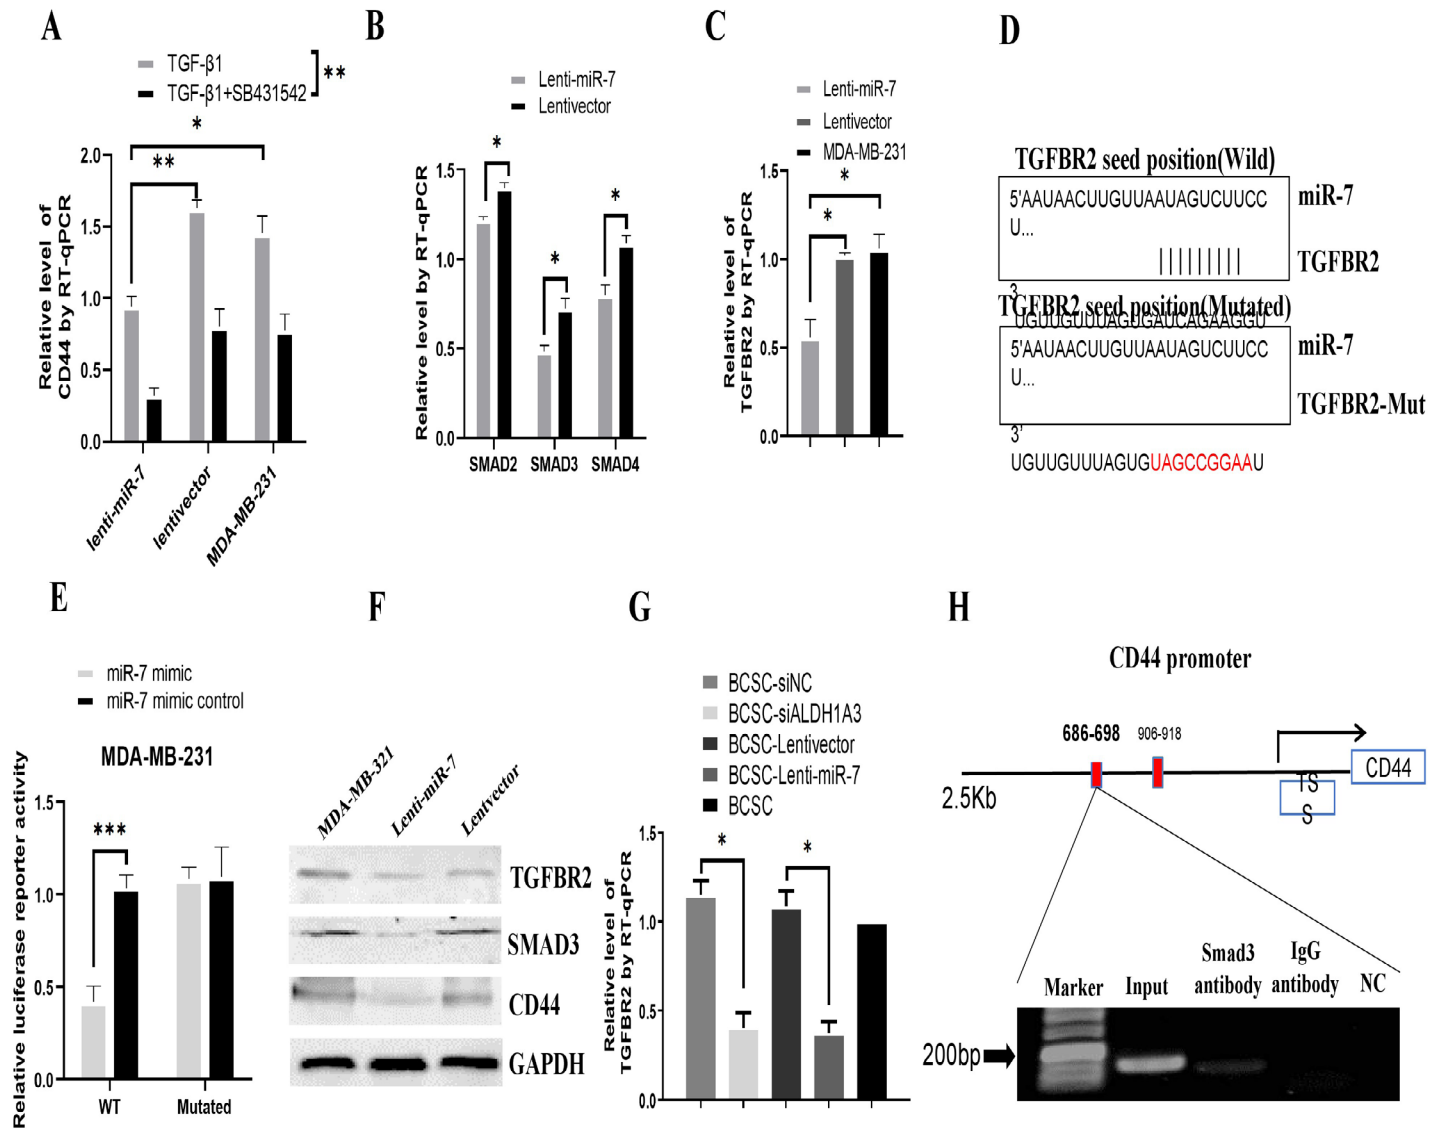 A
TGF-β1
TGF-β1+SB431542
**
*
**
Relative level of
CD44 by RT-qPCR
2.0
1.5
1.0
0.5
0.0
lenti-miR-7
lentivector
MDA-MB-231
B
Lenti-miR-7
Lentivector
*
*
*
Relative level by RT-qPCR
1.5
1.0
0.5
0.0
SMAD2
SMAD3
SMAD4
C
Lenti-miR-7
Lentivector
MDA-MB-231
*
*
Relative level of
TGFBR2 by RT-qPCR
1.5
1.0
0.5
0.0
D
TGFBR2 seed position(Wild)
5'AAUAACUUGUUAAUAGUCUUCC
U...
miR-7
TGFBR2
3'
UGUUGUUUAGUGAUCAGAAGGU
TGFBR2 seed position(Mutated)
5'AAUAACUUGUUAAUAGUCUUCC
U...
miR-7
TGFBR2-Mut
3'
UGUUGUUUAGUGUAGCCGGAAU
E
miR-7 mimic
miR-7 mimic control
MDA-MB-231
***
Relative luciferase reporter activity
1.5
1.0
0.5
0.0
WT
Mutated
F
MDA-MB-321
Lenti-miR-7
Lentvector
TGFBR2
SMAD3
CD44
GAPDH
G
BCSC-siNC
BCSC-siALDH1A3
BCSC-Lentivector
BCSC-Lenti-miR-7
BCSC
*
*
Relative level of
TGFBR2 by RT-qPCR
1.5
1.0
0.5
0.0
H
CD44 promoter
686-698
906-918
2.5Kb
TS
S
CD44
Marker
Input
Smad3
antibody
IgG
antibody
NC
200bp